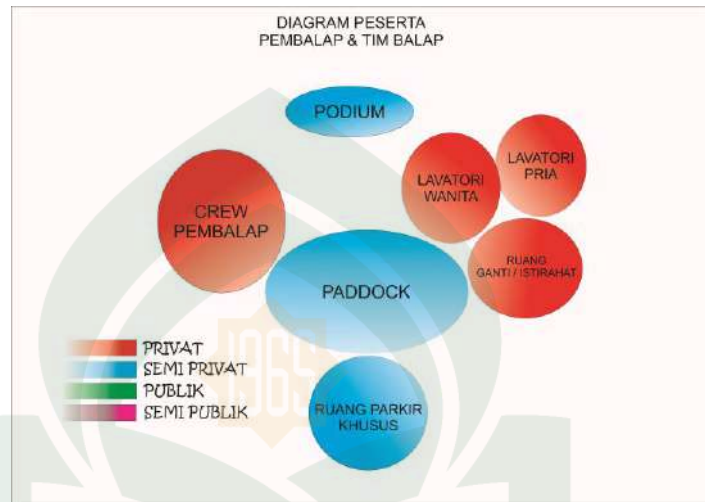 DIAGRAM PESERTA
PEMBALAP & TIM BALAP
PODIUM
LAVATORI
PRIA
LAVATORI
WANITA
CREW
PEMBALAP
RUANG
GANTI / ISTIRAHAT
PADDOCK
PRIVAT
SEMI PRIVAT
PUBLIK
SEMI PUBLIK
1969
RUANG PARKIR
KHUSUS